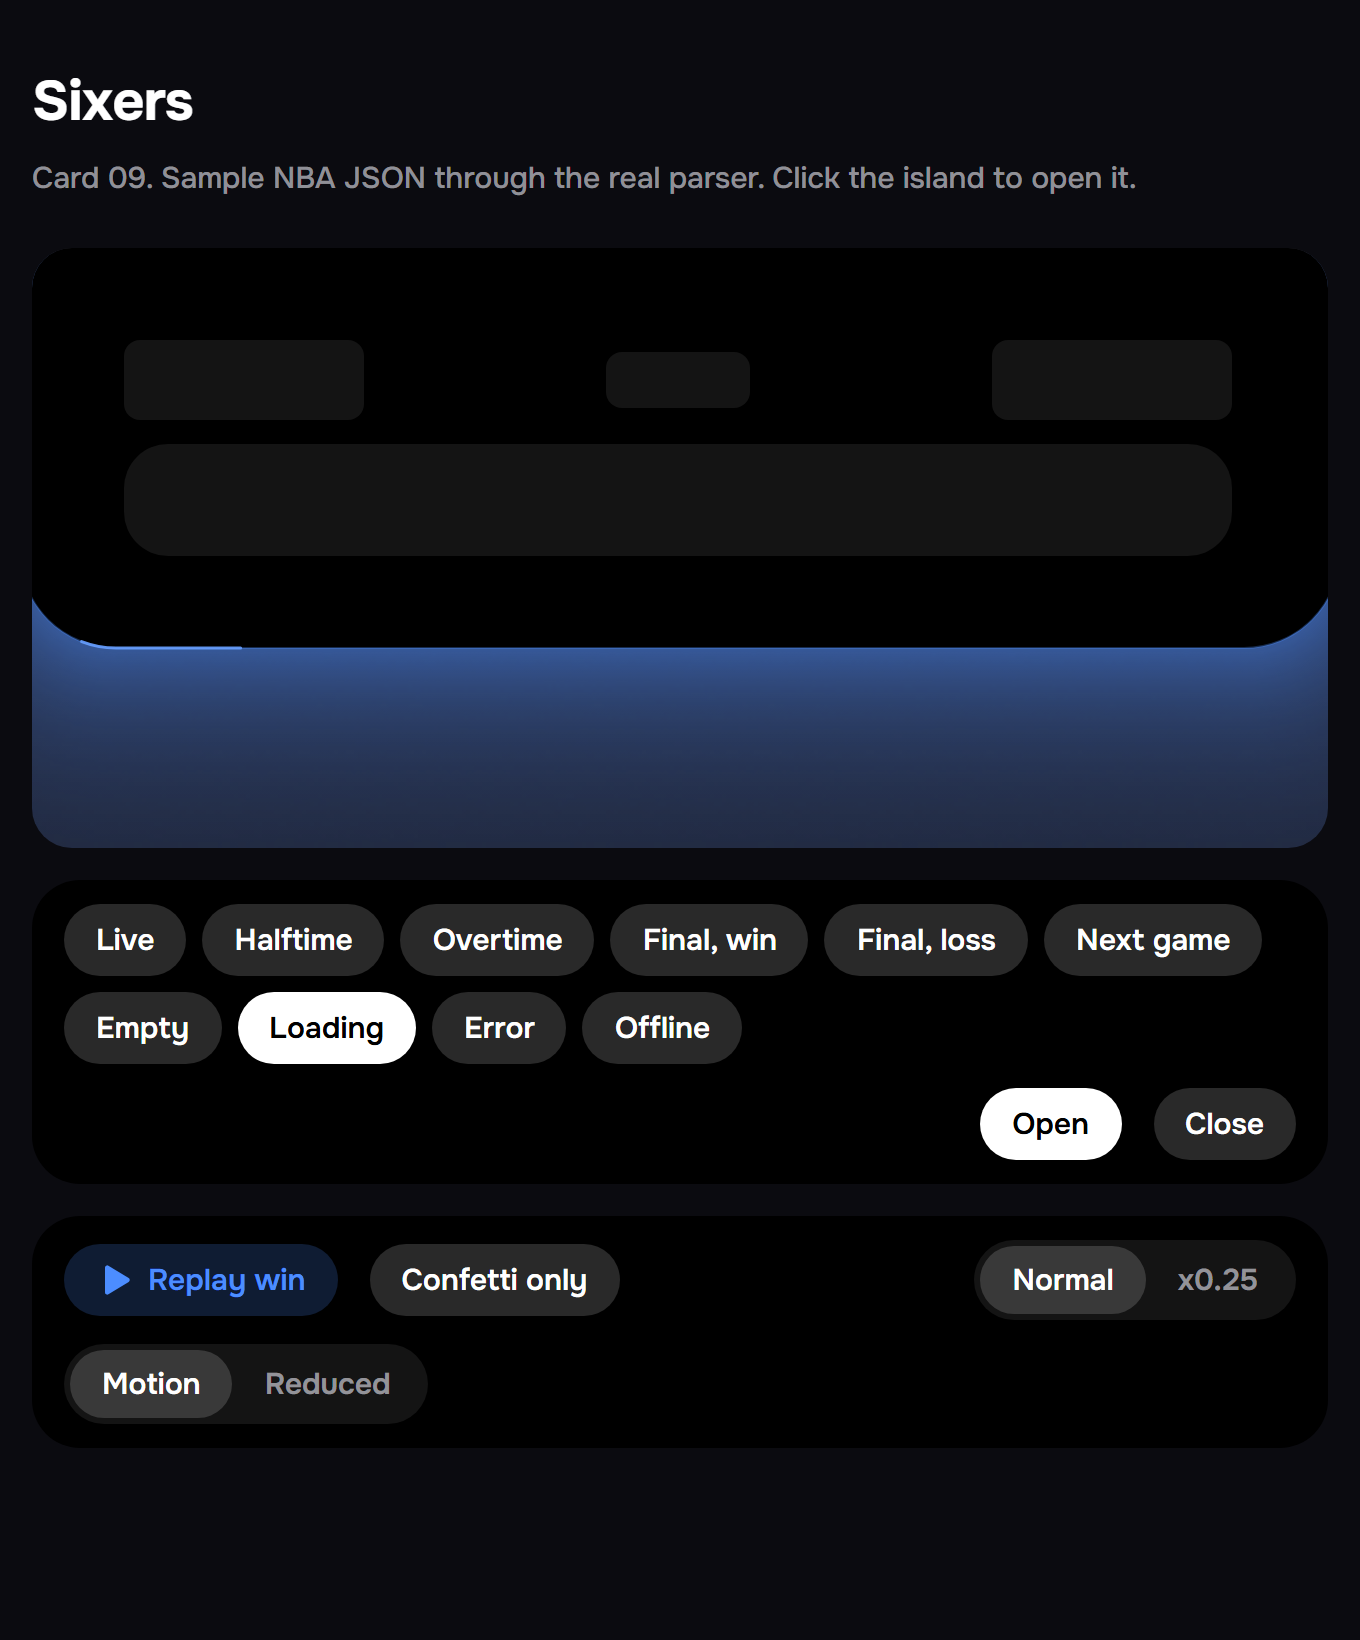 Sixers
Card 09. Sample NBA JSON through the real parser. Click the island to open it.
Live Halftime Overtime Final, win Final, loss Next game
Empty Loading Error Offline
Open Close
Replay win Confetti only Normal x0.25
Motion Reduced